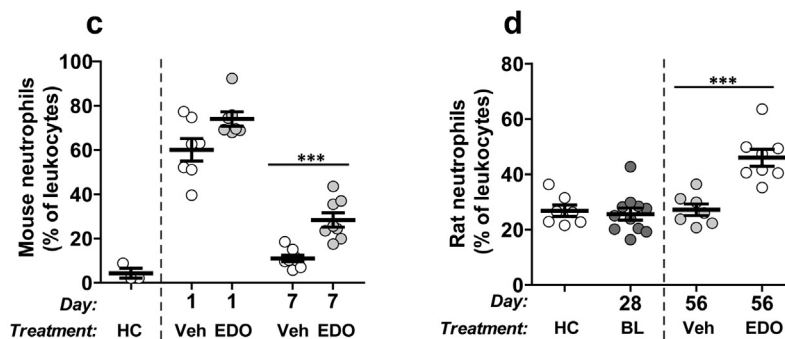 c
Mouse neutrophils
(% of leukocytes)
100
80
60
40
20
0
***
Day: 1 1 7 7
Treatment: HC Veh EDO Veh EDO
d
Rat neutrophils
(% of leukocytes)
80
60
40
20
0
***
Day: 28 56 56
Treatment: HC BL Veh EDO